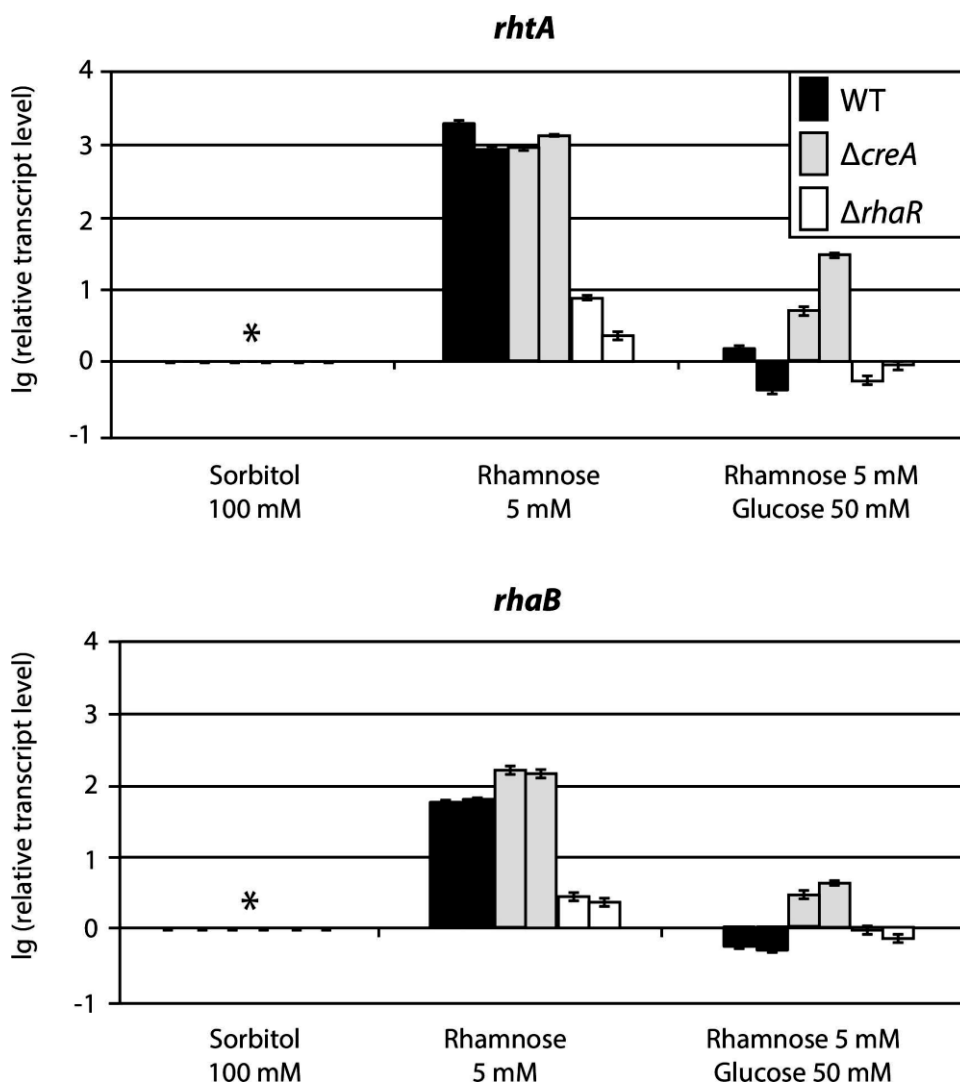 rhtA
lg (relative transcript level)
4
3
2
1
0
-1
*
WT
ΔcreA
ΔrhaR
Sorbitol
100 mM
Rhamnose
5 mM
Rhamnose 5 mM
Glucose 50 mM
rhaB
lg (relative transcript level)
4
3
2
1
0
-1
*
Sorbitol
100 mM
Rhamnose
5 mM
Rhamnose 5 mM
Glucose 50 mM